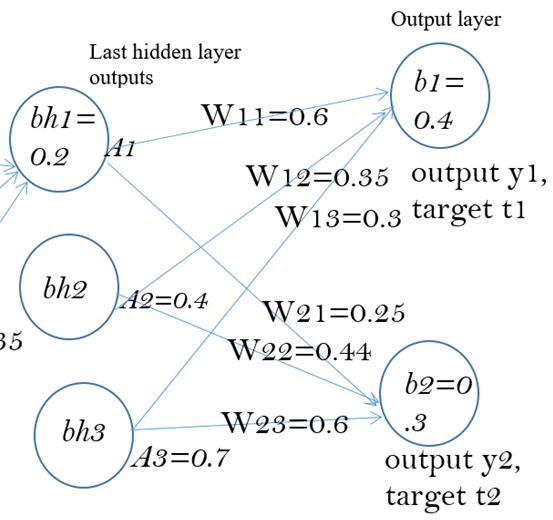 Output layer
Last hidden layer
outputs
bh1=
0.2
A1
W11=0.6
b1=
0.4
W12=0.35
output y1,
target t1
W13=0.3
bh2
A2=0.4
W21=0.25
35
W22=0.44
b2=0
.3
bh3
W23=0.6
A3=0.7
output y2,
target t2